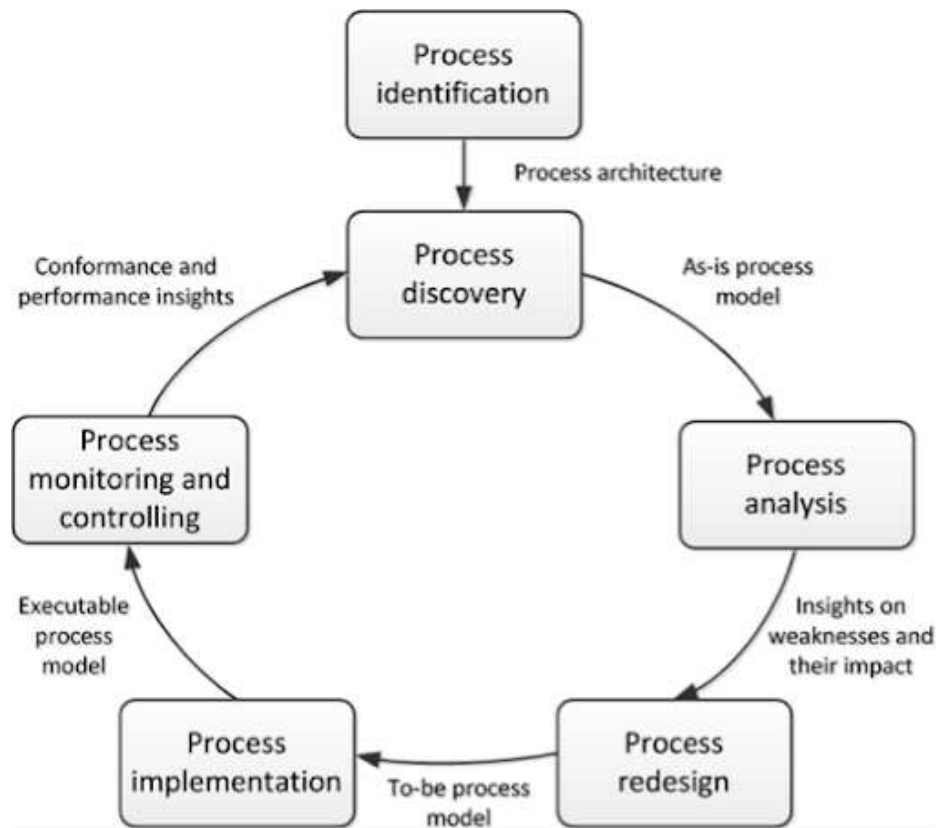 Process
identification
Process architecture
Process
discovery
As-is process
model
Process
analysis
Insights on
weaknesses and
their impact
Process
redesign
To-be process
model
Process
implementation
Executable
process
model
Process
monitoring and
controlling
Conformance and
performance insights